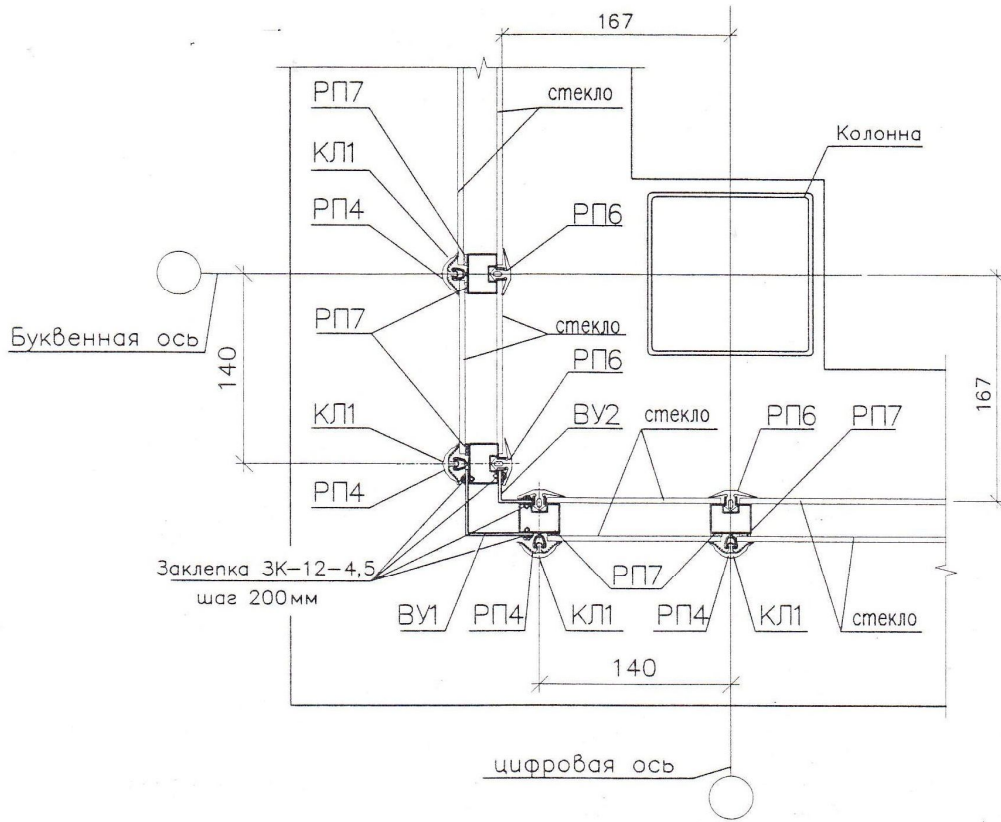 167
РП7
стекло
КЛ1
Колонна
РП4
РП6
РП7
стекло
Буквенная ось
140
РП6
167
КЛ1
ВУ2
стекло
РП6
РП7
РП4
Заклепка ЗК-12-4,5
шаг 200мм
РП7
ВУ1
РП4
КЛ1
РП4
КЛ1
стекло
140
цифровая ось